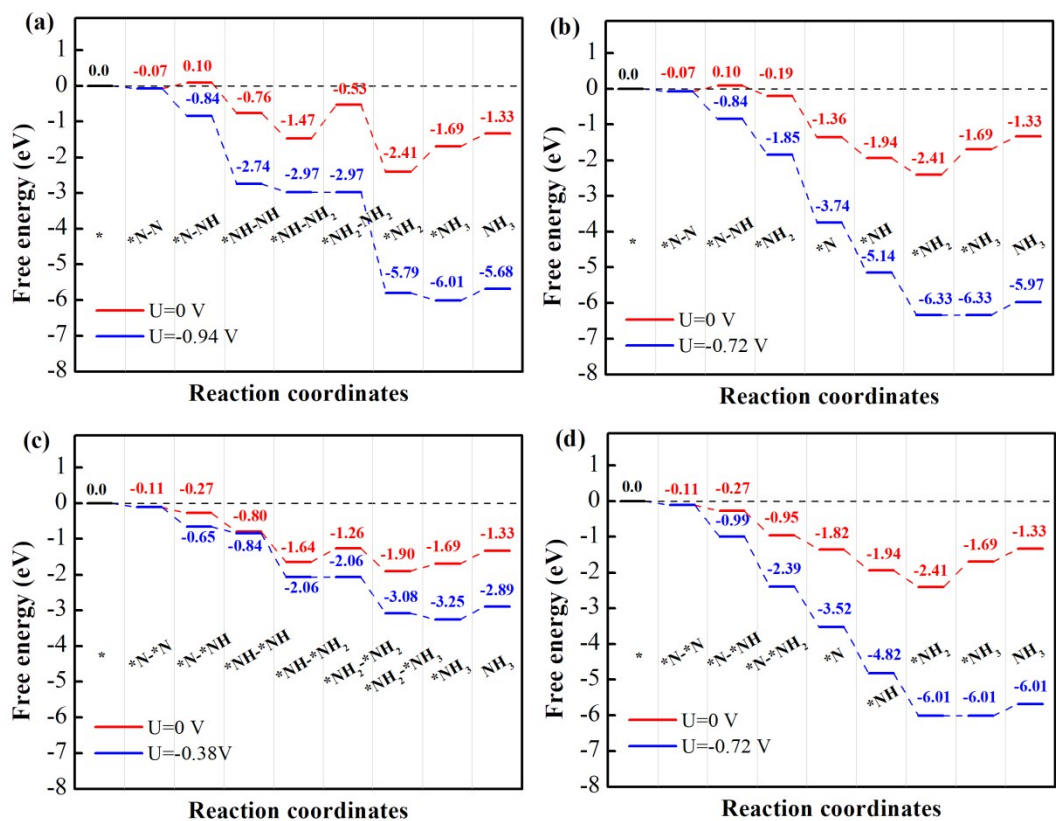 (a)
1
0
-1
-2
-3
-4
-5
-6
-7
-8
Free energy (eV)
0.0
-0.07
0.10
-0.76
-1.47
-0.53
-2.41
-1.69
-1.33
-0.84
-2.74
-2.97
-2.97
-5.79
-6.01
-5.68
*
*N-N
*N-NH
*NH-NH
*NH-NH₂
*NH₂-NH₂
*NH₂
*NH₃
NH₃
U=0 V
U=-0.94 V
Reaction coordinates
(b)
1
0
-1
-2
-3
-4
-5
-6
-7
-8
Free energy (eV)
0.0
-0.07
0.10
-0.19
-1.36
-1.94
-2.41
-1.69
-1.33
-0.84
-1.85
-3.74
-5.14
-6.33
-6.33
-5.97
*
*N-N
*N-NH
*NH₂
*N
*NH
*NH₂
*NH₃
NH₃
U=0 V
U=-0.72 V
Reaction coordinates
(c)
1
0
-1
-2
-3
-4
-5
-6
-7
-8
Free energy (eV)
0.0
-0.11
-0.27
-0.80
-1.64
-1.26
-1.90
-1.69
-1.33
-0.65
-0.84
-2.06
-2.06
-3.08
-3.25
-2.89
*
*N-*N
*N-*NH
*NH-*NH
*NH-*NH₂
*NH₂-*NH₂
*NH₂-*NH₃
*NH₃
NH₃
U=0 V
U=-0.38V
Reaction coordinates
(d)
1
0
-1
-2
-3
-4
-5
-6
-7
-8
Free energy (eV)
0.0
-0.11
-0.27
-0.95
-1.82
-1.94
-2.41
-1.69
-1.33
-0.99
-2.39
-3.52
-4.82
-6.01
-6.01
-6.01
*
*N-*N
*N-*NH
*N-*NH₂
*N
*NH
*NH₂
*NH₃
NH₃
U=0 V
U=-0.72 V
Reaction coordinates